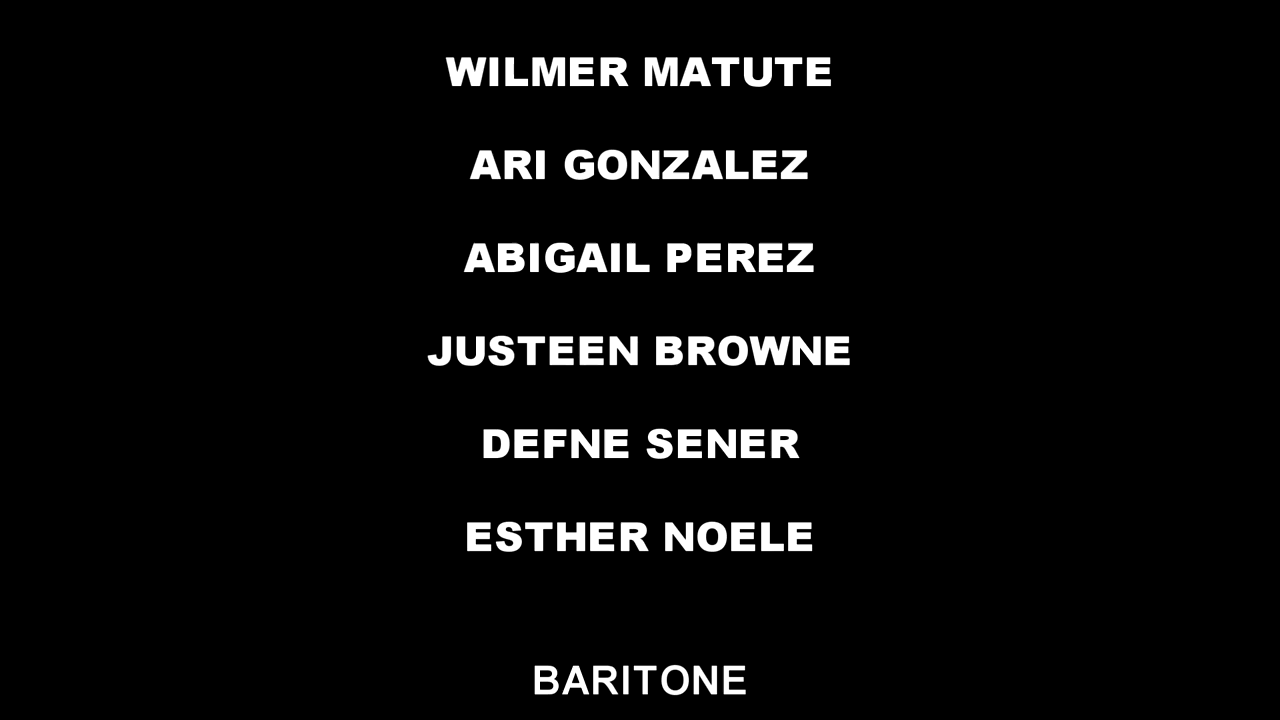 WILMER MATUTE
ARI GONZALEZ
ABIGAIL PEREZ
JUSTEEN BROWNE
DEFNE SENER
ESTHER NOELE
BARITONE